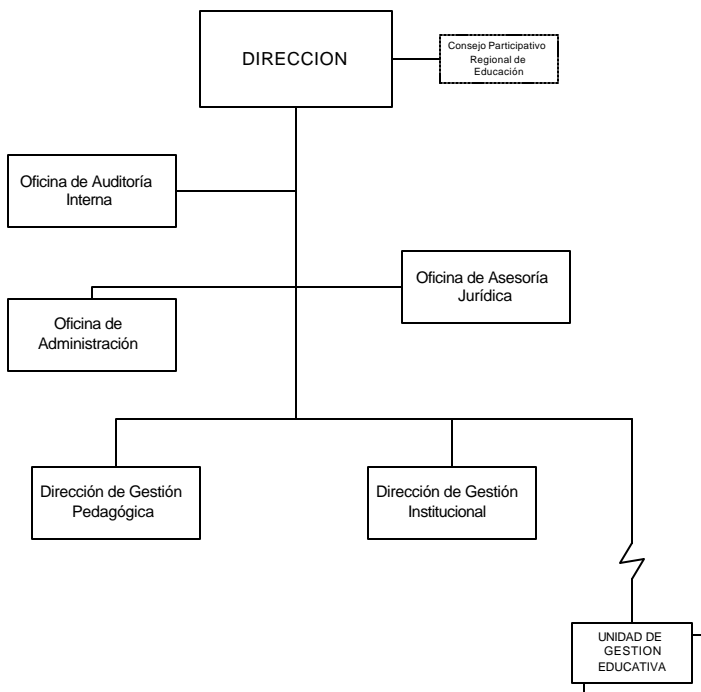 DIRECCION
Consejo Participativo
Regional de
Educación
Oficina de Auditoría
Interna
Oficina de Asesoría
Jurídica
Oficina de
Administración
Dirección de Gestión
Pedagógica
Dirección de Gestión
Institucional
UNIDAD DE
GESTION
EDUCATIVA